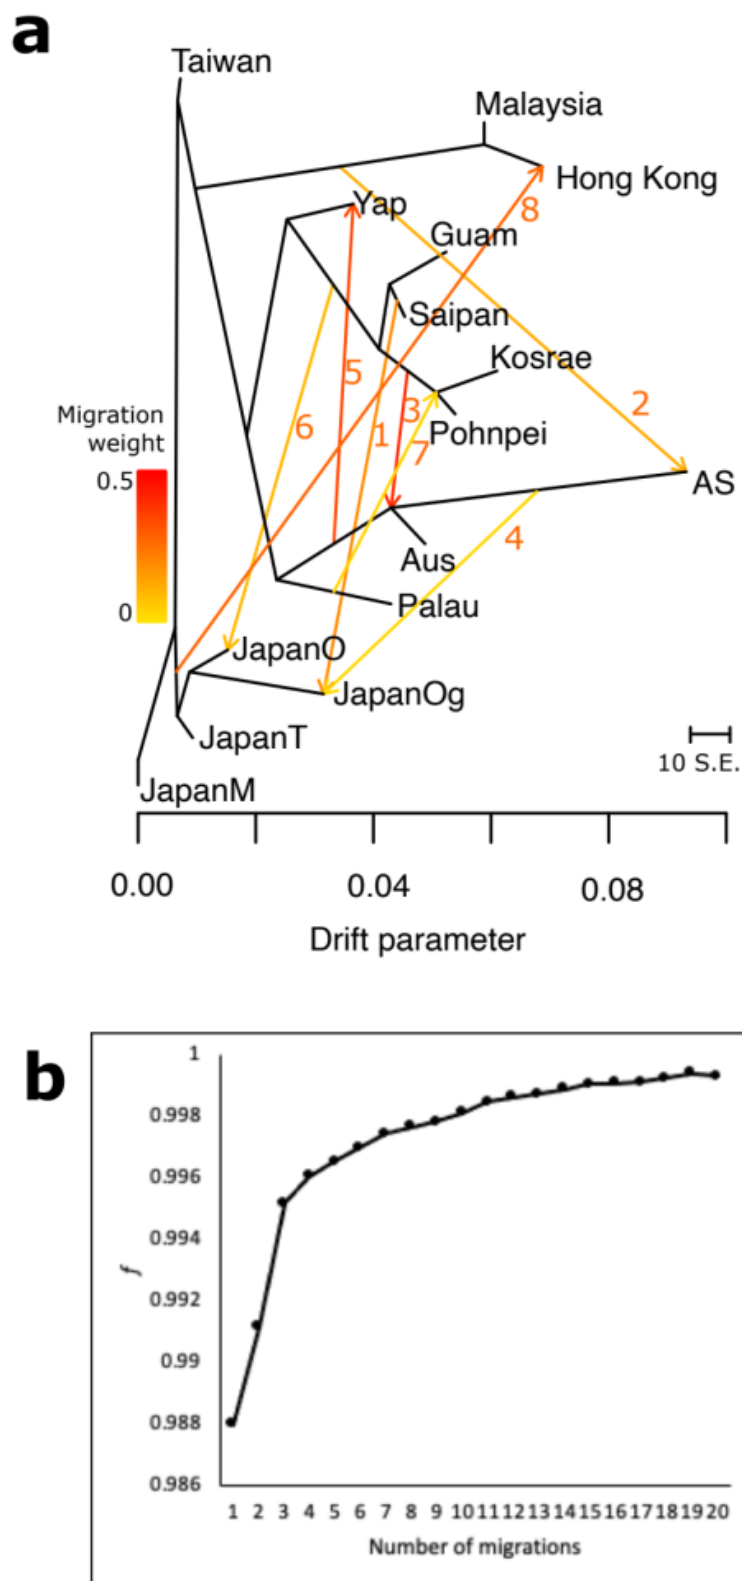 a
Taiwan
Malaysia
Hong Kong
Yap
8
Guam
Saipan
Kosrae
5
3
2
Migration
weight
6
1
Pohnpei
7
0.5
AS
4
Aus
0
Palau
JapanO
JapanOg
JapanT
10 S.E.
JapanM
0.00 0.04 0.08
Drift parameter
b
1
0.998
0.996
0.994
f
0.992
0.99
0.988
0.986
1 2 3 4 5 6 7 8 9 10 11 12 13 14 15 16 17 18 19 20
Number of migrations